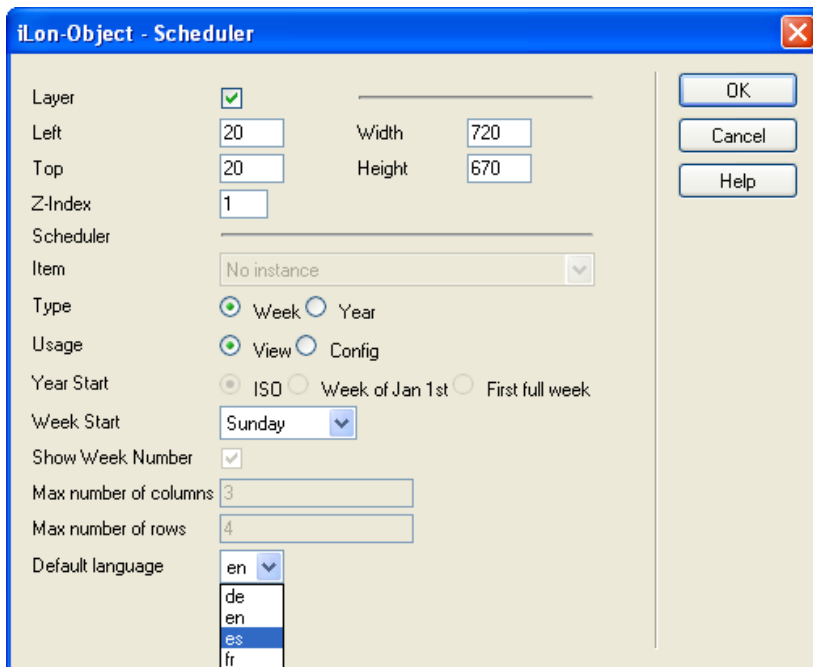 iLon-Object - Scheduler
Layer
OK
Left 20 Width 720
Cancel
Top 20 Height 670
Help
Z-Index 1
Scheduler
Item No instance
Type Week Year
Usage View Config
Year Start ISO Week of Jan 1st First full week
Week Start Sunday
Show Week Number
Max number of columns 3
Max number of rows 4
Default language en
de
en
es
fr